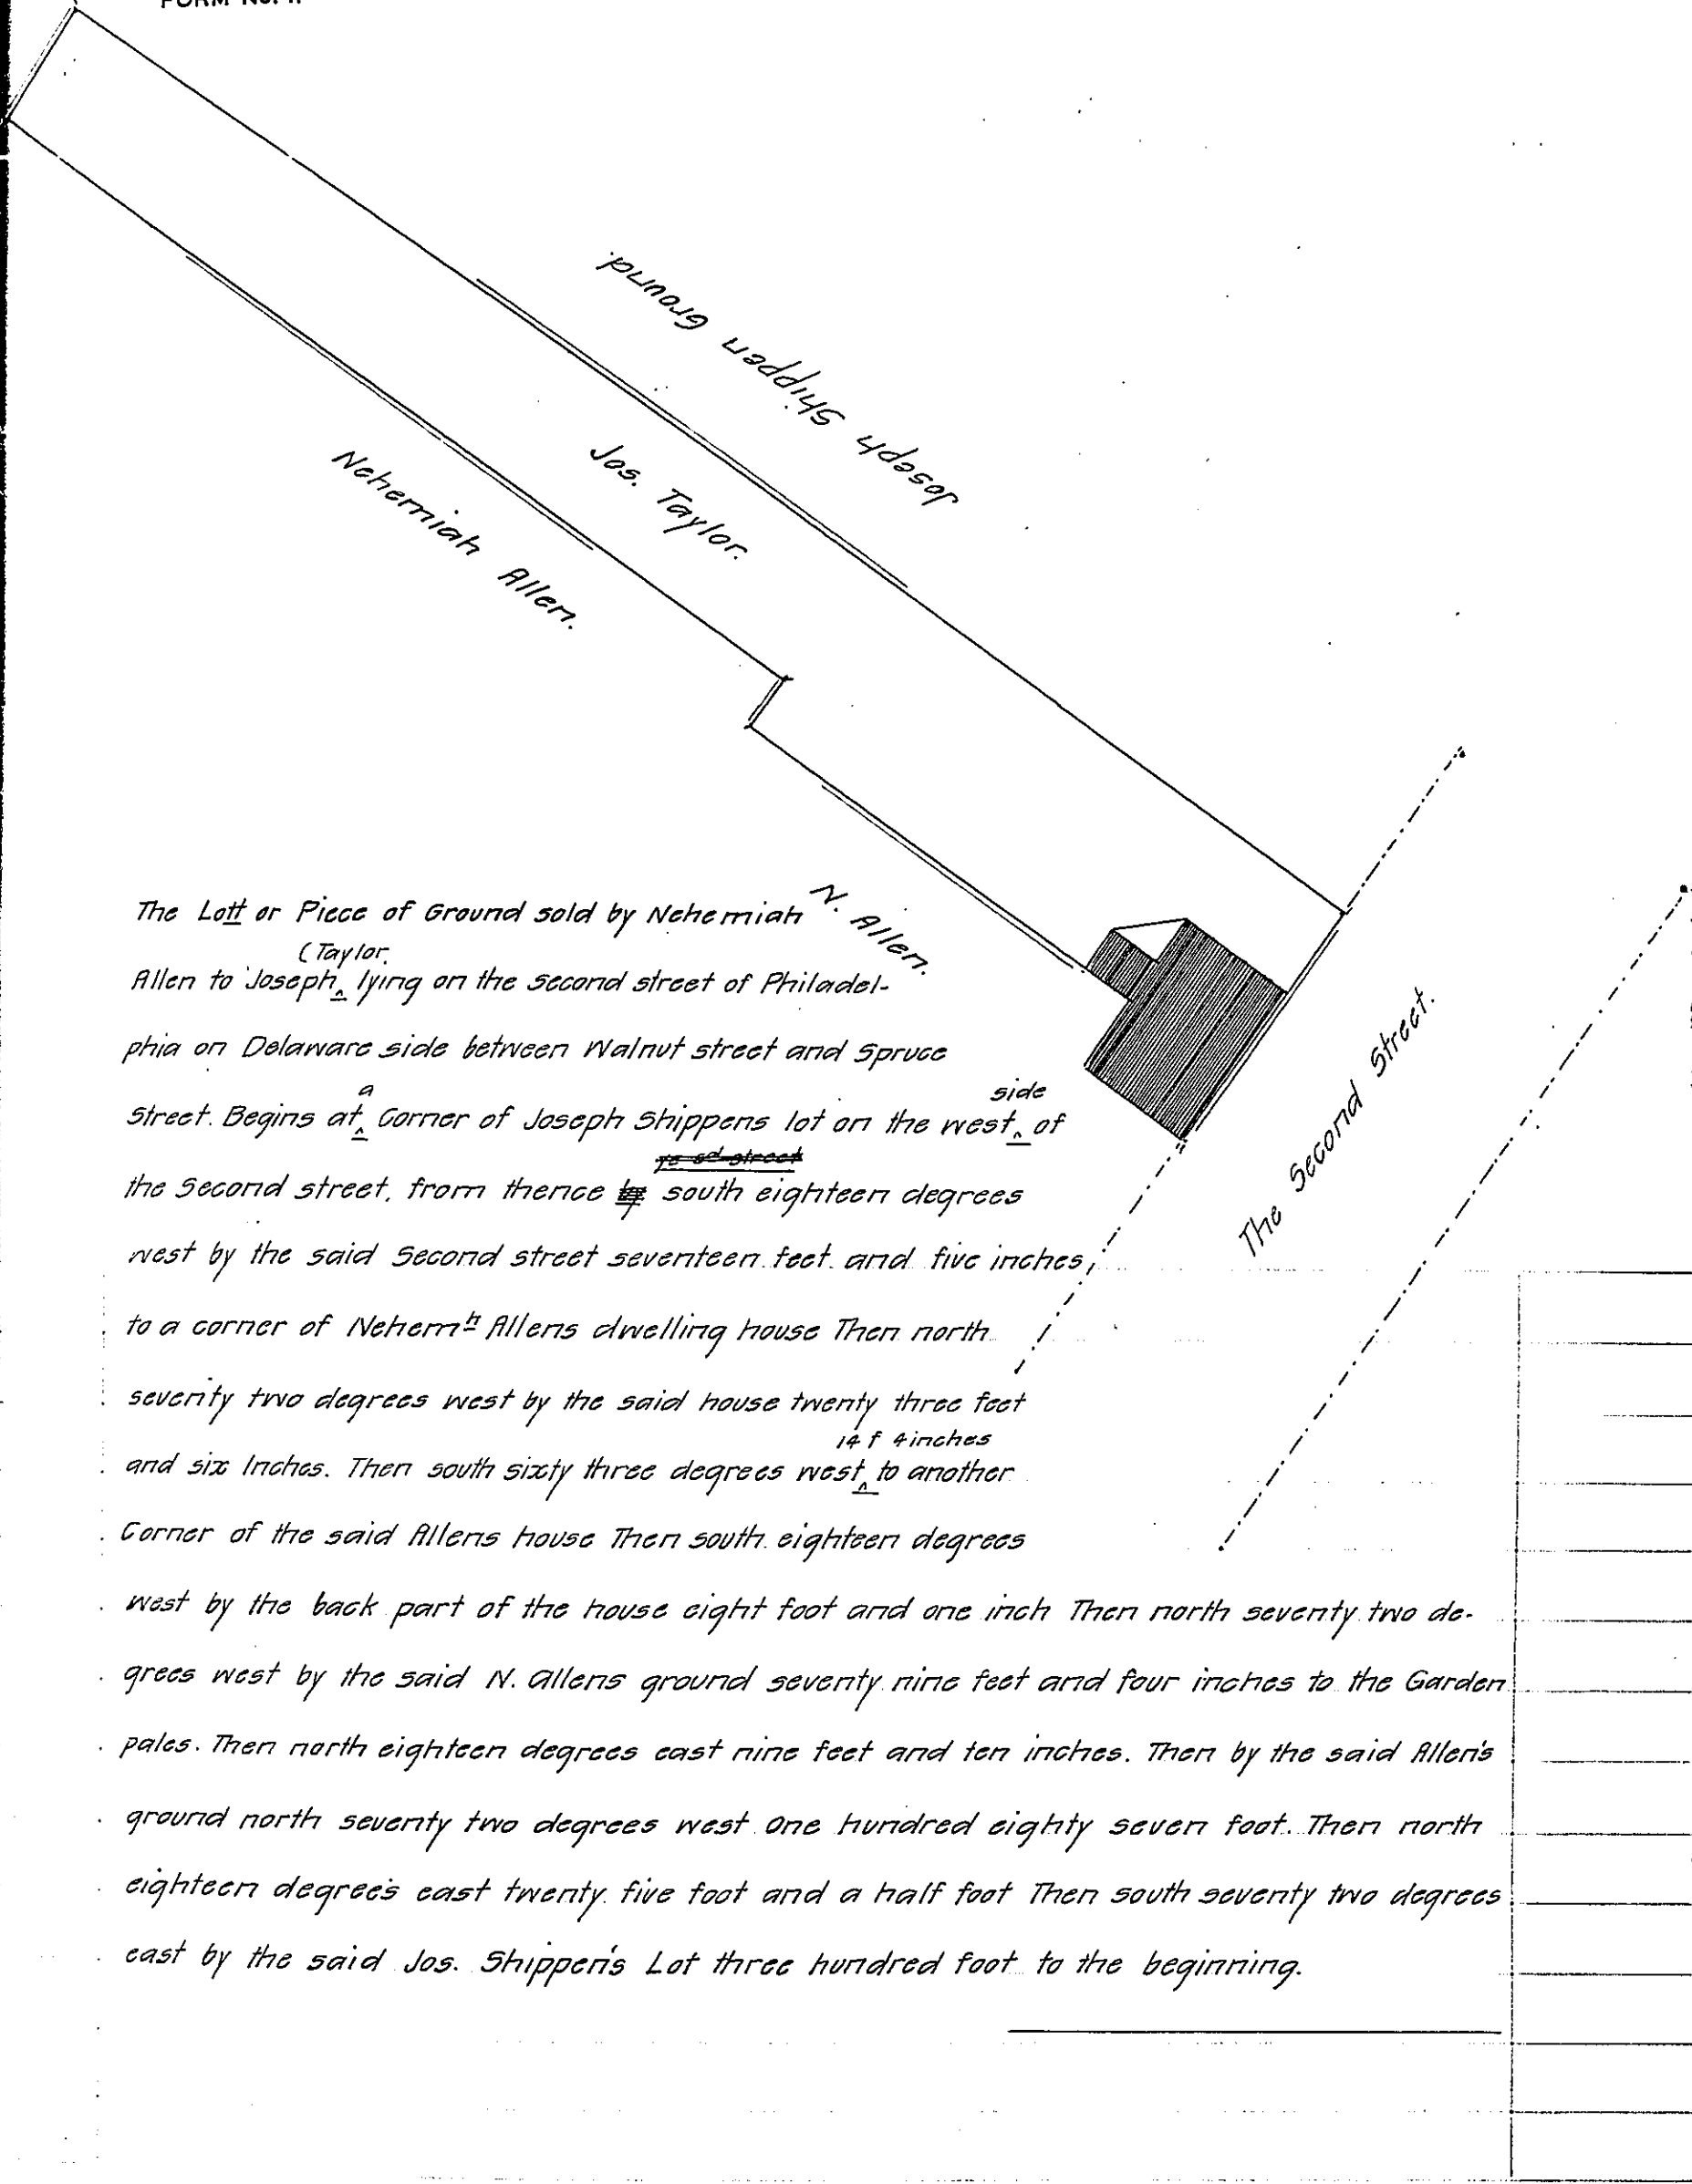 FORM No. 1.
Joseph Shippen Ground.
Jos. Taylor.
Nehemiah Allen.
N. Allen.
The Second Street.
The Lott or Piece of Ground sold by Nehemiah
(Taylor.
Allen to Joseph^ lying on the Second street of Philadel-
phia on Delaware side between Walnut street and Spruce
a
side
Street. Begins at^ Corner of Joseph Shippens lot on the west^ of
ye sd street
the Second street, from thence by south eighteen degrees
west by the said Second street seventeen feet and five inches,
to a corner of Nehemh Allens dwelling house Then north
seventy two degrees west by the said house twenty three feet
14 f 4 inches
and six Inches. Then south sixty three degrees west^ to another
Corner of the said Allens house Then south eighteen degrees
west by the back part of the house eight foot and one inch Then north seventy two de-
grees west by the said N. Allens ground seventy nine feet and four inches to the Garden
pales. Then north eighteen degrees east nine feet and ten inches. Then by the said Allen's
ground north seventy two degrees west One hundred eighty seven foot. Then north
eighteen degrees east twenty five foot and a half foot Then south seventy two degrees
east by the said Jos. Shippen's Lot three hundred foot to the beginning.